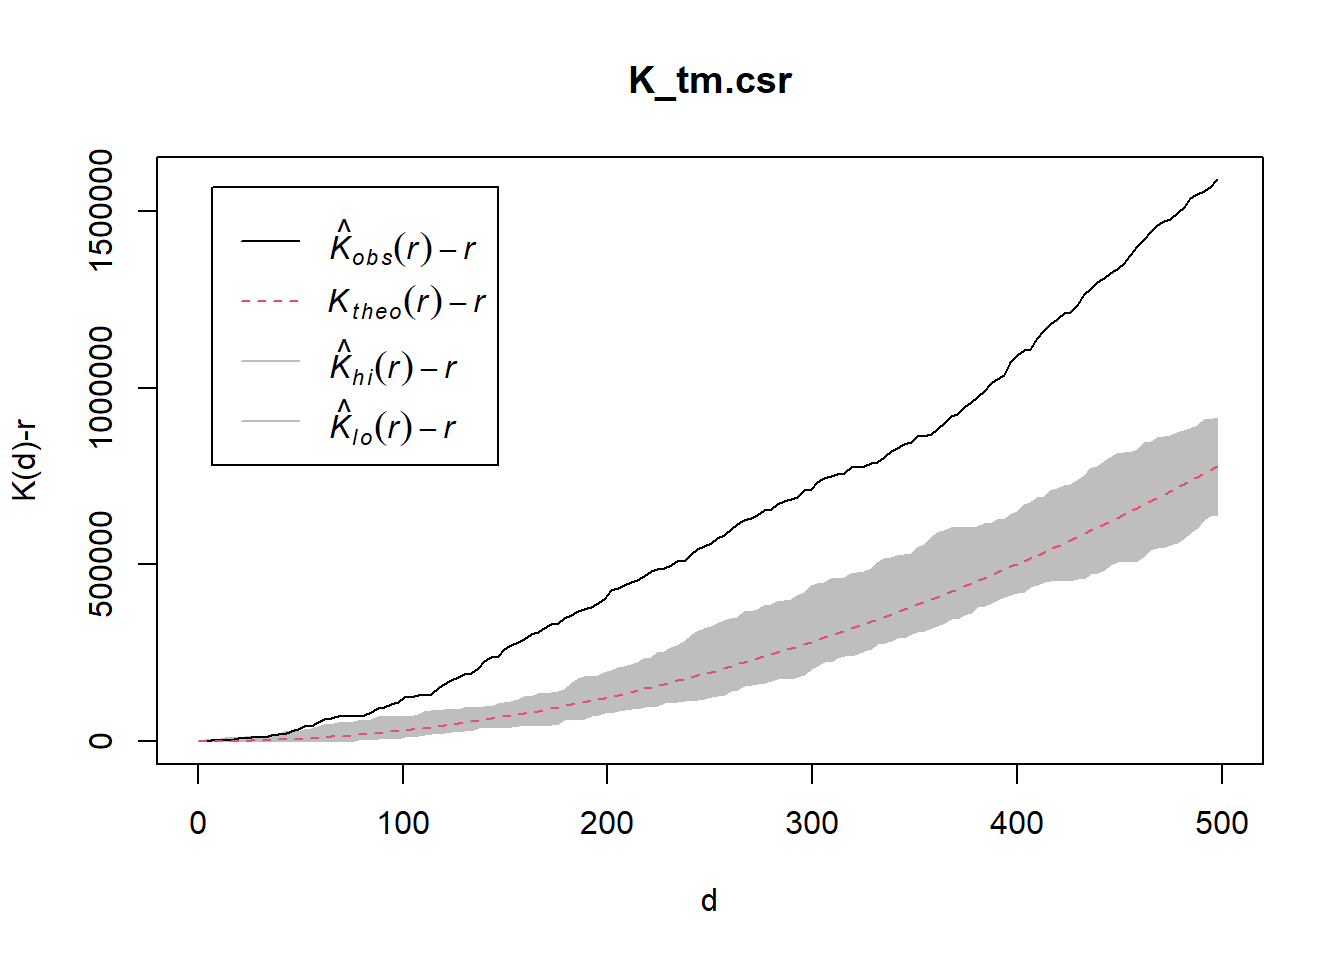 K_tm.csr
K̂obs(r) − r
Ktheo(r) − r
K̂hi(r) − r
K̂lo(r) − r
K(d)-r
1500000
1000000
500000
0
0 100 200 300 400 500
d